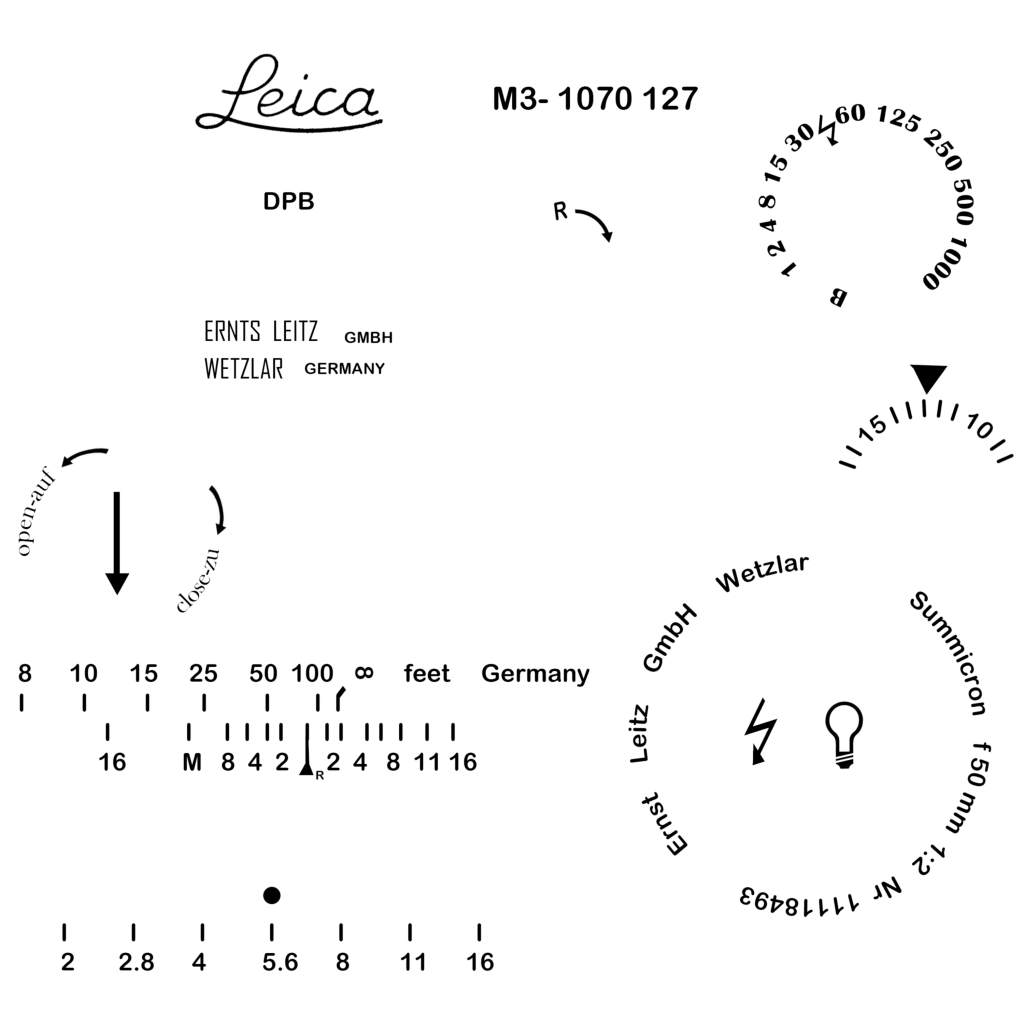 Leica
M3- 1070 127
DPB
R
B 1 2 4 8 15 30 60 125 250 500 1000
ERNTS LEITZ GMBH
WETZLAR GERMANY
15 10
open-auf
close-zu
Ernst Leitz GmbH Wetzlar
Summicron f 50 mm 1:2 Nr 11118493
8 10 15 25 50 100 ∞ feet Germany
16 M 8 4 2 R 2 4 8 11 16
2 2.8 4 5.6 8 11 16